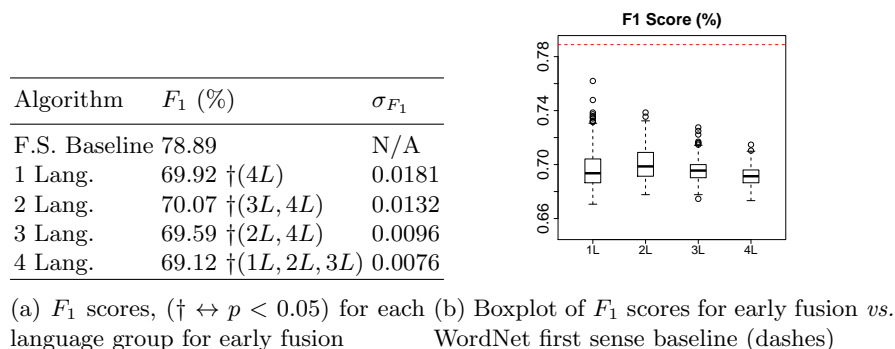 Algorithm F₁ (%) σF₁
F.S. Baseline 78.89 N/A
1 Lang. 69.92 †(4L) 0.0181
2 Lang. 70.07 †(3L, 4L) 0.0132
3 Lang. 69.59 †(2L, 4L) 0.0096
4 Lang. 69.12 †(1L, 2L, 3L) 0.0076
(a) F₁ scores, († ↔ p < 0.05) for each
language group for early fusion
F1 Score (%)
0.78
0.74
0.70
0.66
1L 2L 3L 4L
(b) Boxplot of F₁ scores for early fusion vs.
WordNet first sense baseline (dashes)